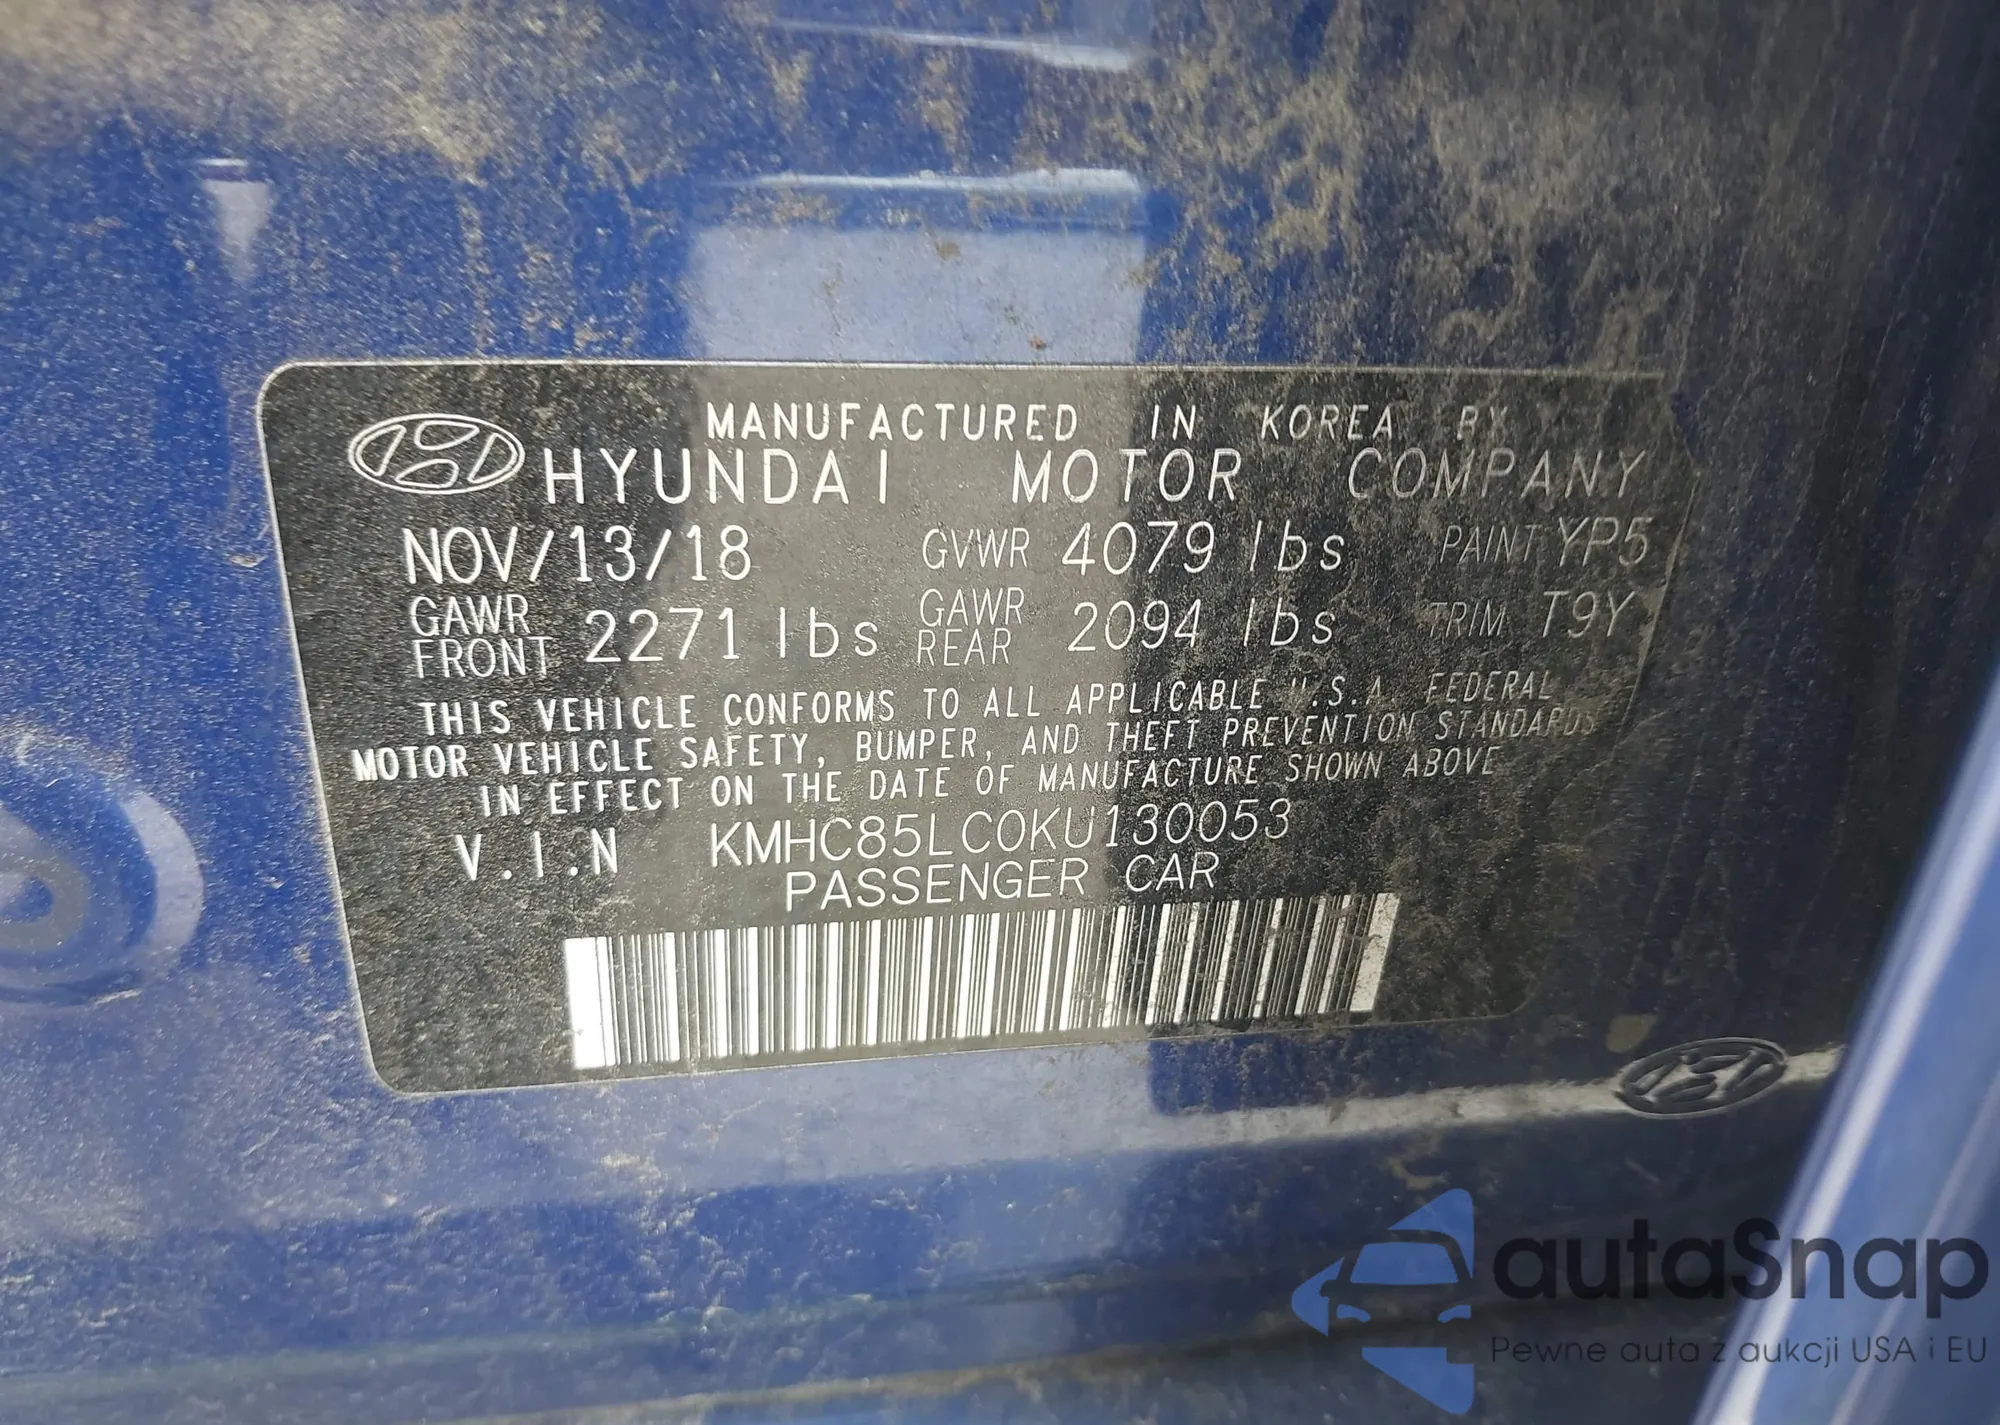 MANUFACTURED IN KOREA BY
HYUNDAI MOTOR COMPANY
NOV/13/18 GVWR 4079 lbs PAINT YP5
GAWR FRONT 2271 lbs GAWR REAR 2094 lbs TRIM T9Y
THIS VEHICLE CONFORMS TO ALL APPLICABLE U.S.A. FEDERAL
MOTOR VEHICLE SAFETY, BUMPER, AND THEFT PREVENTION STANDARDS
IN EFFECT ON THE DATE OF MANUFACTURE SHOWN ABOVE
V.I.N KMHC85LC0KU130053
PASSENGER CAR
autaSnap
Pewne auta z aukcji USA i EU